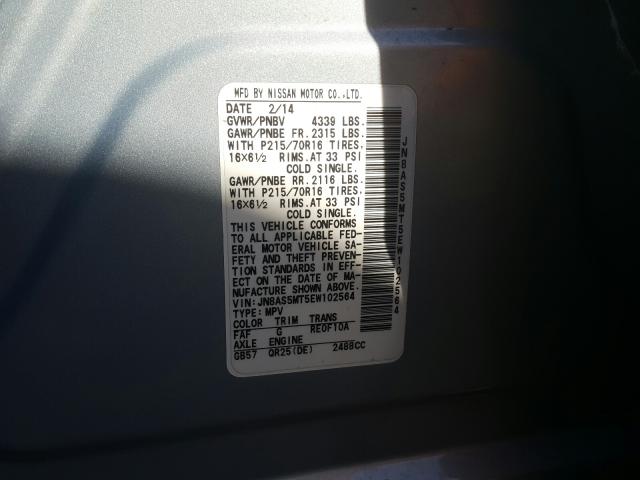 MFD BY NISSAN MOTOR CO.,LTD.
DATE 2/14
GVWR/PNBV 4339 LBS.
GAWR/PNBE FR. 2315 LBS.
WITH P215/70R16 TIRES,
16×6½ RIMS.AT 33 PSI
COLD SINGLE.
GAWR/PNBE RR. 2116 LBS.
WITH P215/70R16 TIRES,
16×6½ RIMS.AT 33 PSI
COLD SINGLE.
THIS VEHICLE CONFORMS
TO ALL APPLICABLE FED-
ERAL MOTOR VEHICLE SA-
FETY AND THEFT PREVEN-
TION STANDARDS IN EFF-
ECT ON THE DATE OF MA-
NUFACTURE SHOWN ABOVE.
VIN:JN8AS5MT5EW102564
TYPE:MPV
COLOR TRIM TRANS
FAF G RE0F10A
AXLE ENGINE
GB57 QR25(DE) 2488CC
JN8AS5MT5EW102564